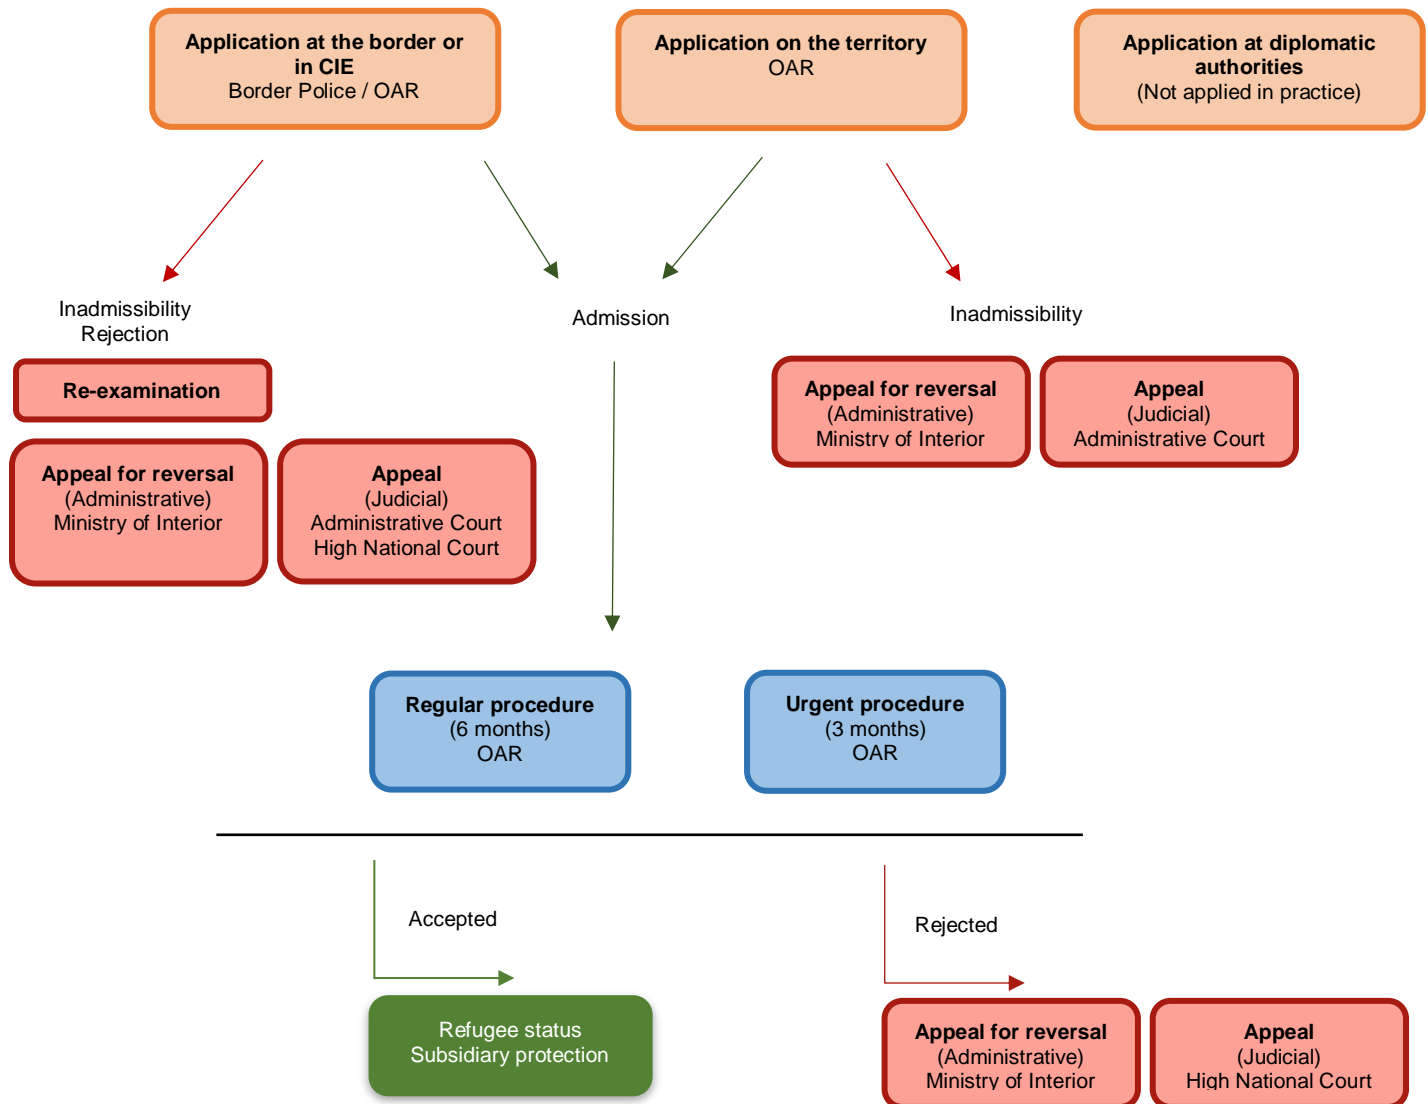 Application at the border or
in CIE
Border Police / OAR
Application on the territory
OAR
Application at diplomatic
authorities
(Not applied in practice)
Inadmissibility
Rejection
Admission
Inadmissibility
Re-examination
Appeal for reversal
(Administrative)
Ministry of Interior
Appeal
(Judicial)
Administrative Court
High National Court
Appeal for reversal
(Administrative)
Ministry of Interior
Appeal
(Judicial)
Administrative Court
Regular procedure
(6 months)
OAR
Urgent procedure
(3 months)
OAR
Accepted
Rejected
Refugee status
Subsidiary protection
Appeal for reversal
(Administrative)
Ministry of Interior
Appeal
(Judicial)
High National Court